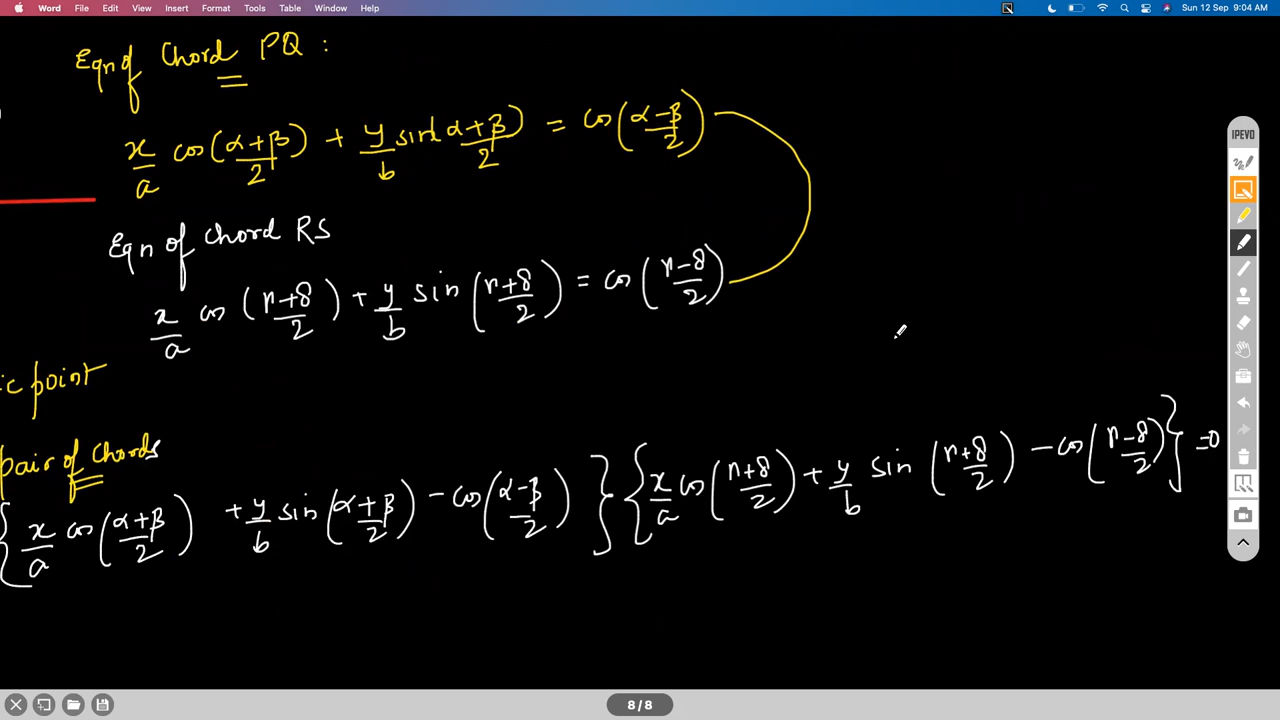 Word File Edit View Insert Format Tools Table Window Help Sun 12 Sep 9:04 AM
Eqn of Chord PQ :
x/a cos(α+β/2) + y/b sin(α+β/2) = cos(α-β/2)
IPEVO
Eqn of chord RS
x/a cos(r+δ/2) + y/b sin(r+δ/2) = cos(r-δ/2)
ic point
pair of chords
{x/a cos(α+β/2) + y/b sin(α+β/2) - cos(α-β/2)} {x/a cos(r+δ/2) + y/b sin(r+δ/2) - cos(r-δ/2)} =0
8/8